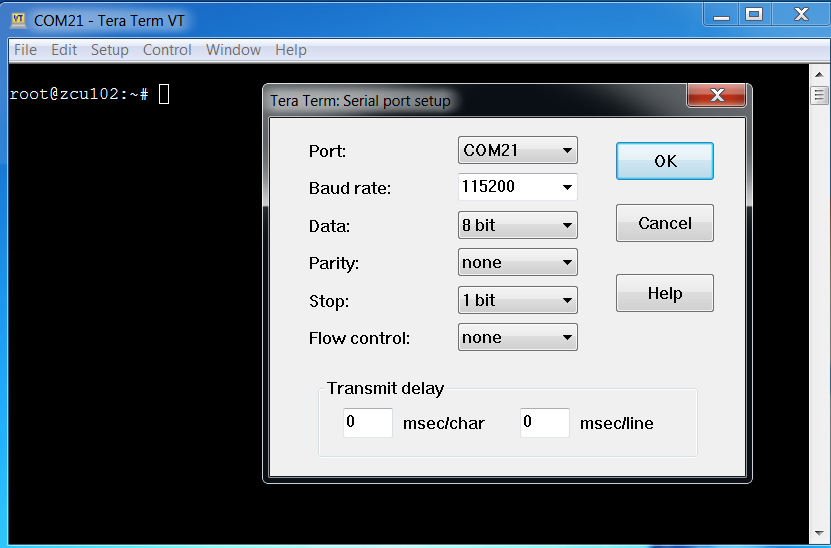 COM21 - Tera Term VT
File Edit Setup Control Window Help
root@zcu102:~#
Tera Term: Serial port setup
Port: COM21 OK
Baud rate: 115200
Data: 8 bit Cancel
Parity: none
Stop: 1 bit Help
Flow control: none
Transmit delay
0 msec/char 0 msec/line